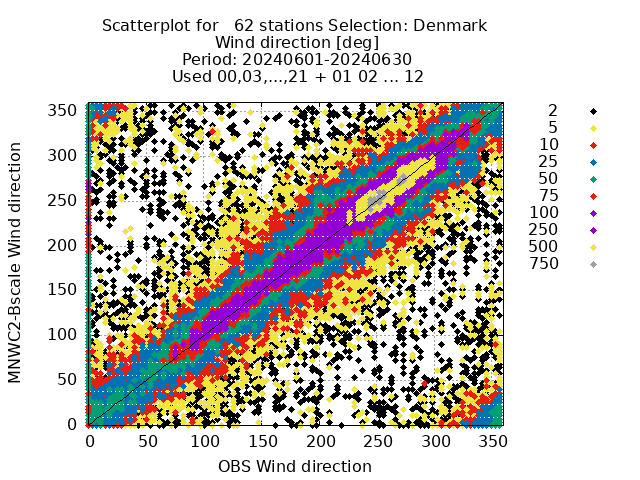 Scatterplot for   62 stations Selection: Denmark
Wind direction [deg]
Period: 20240601-20240630
Used 00,03,...,21 + 01 02 ... 12
MNWC2-Bscale Wind direction
350
300
250
200
150
100
50
0
0 50 100 150 200 250 300 350
OBS Wind direction
2
5
10
25
50
75
100
250
500
750